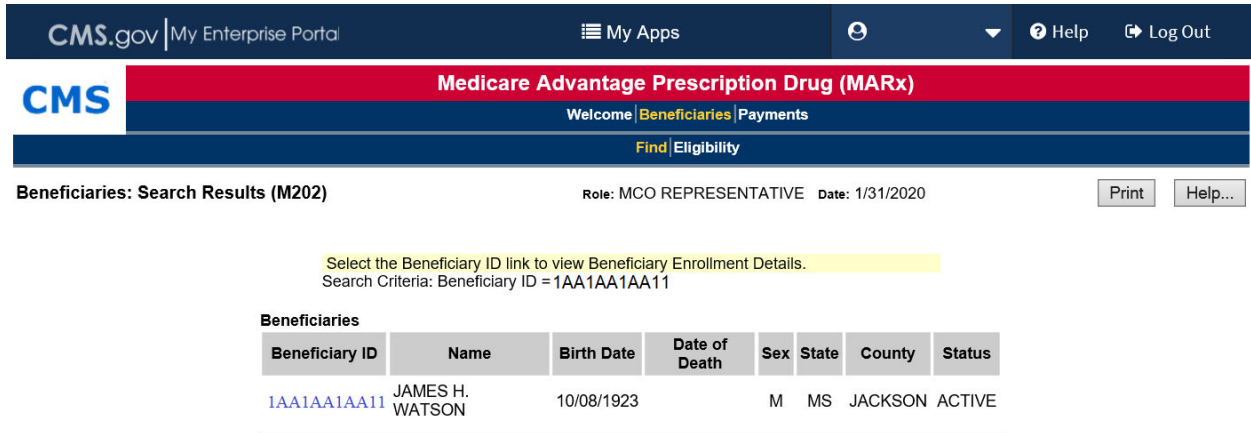 CMS.gov My Enterprise Portal My Apps Help Log Out
CMS
Medicare Advantage Prescription Drug (MARx)
Welcome|Beneficiaries|Payments
Find|Eligibility
Beneficiaries: Search Results (M202) Role: MCO REPRESENTATIVE Date: 1/31/2020 Print Help...
Select the Beneficiary ID link to view Beneficiary Enrollment Details.
Search Criteria: Beneficiary ID = 1AA1AA1AA11
Beneficiaries
Beneficiary ID Name Birth Date Date of Death Sex State County Status
1AA1AA1AA11 JAMES H. WATSON 10/08/1923 M MS JACKSON ACTIVE